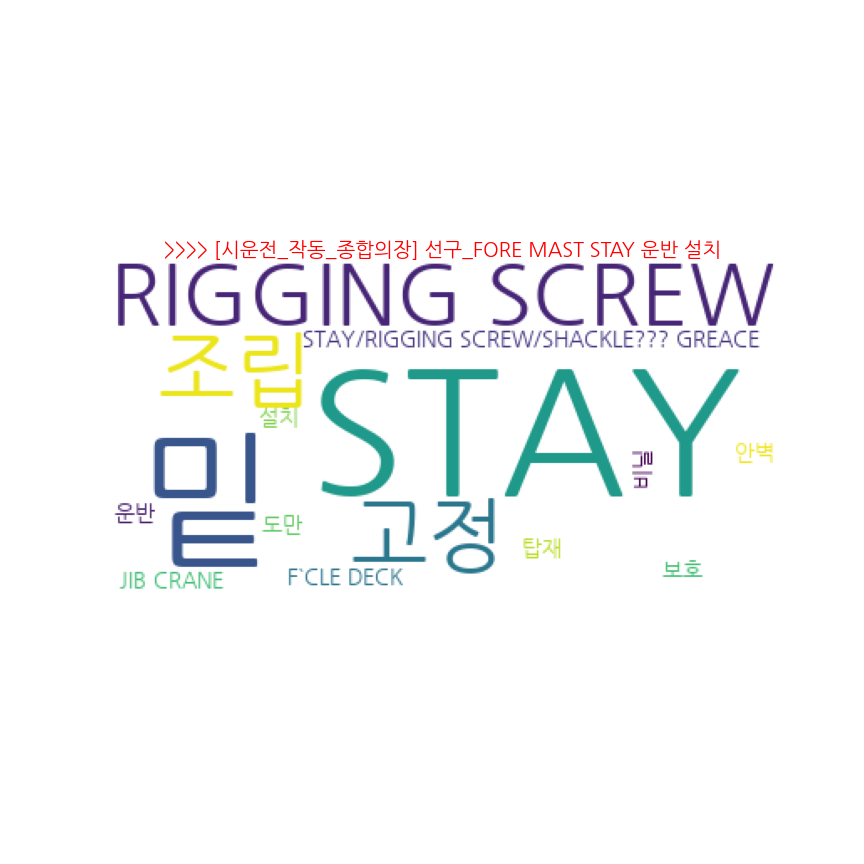 >>>> [시운전_작동_종합의장] 선구_FORE MAST STAY 운반 설치
RIGGING SCREW
STAY/RIGGING SCREW/SHACKLE??? GREACE
조립
설치
STAY
밑
비닐
안벽
운반
도만
고정
탑재
보호
JIB CRANE
F`CLE DECK